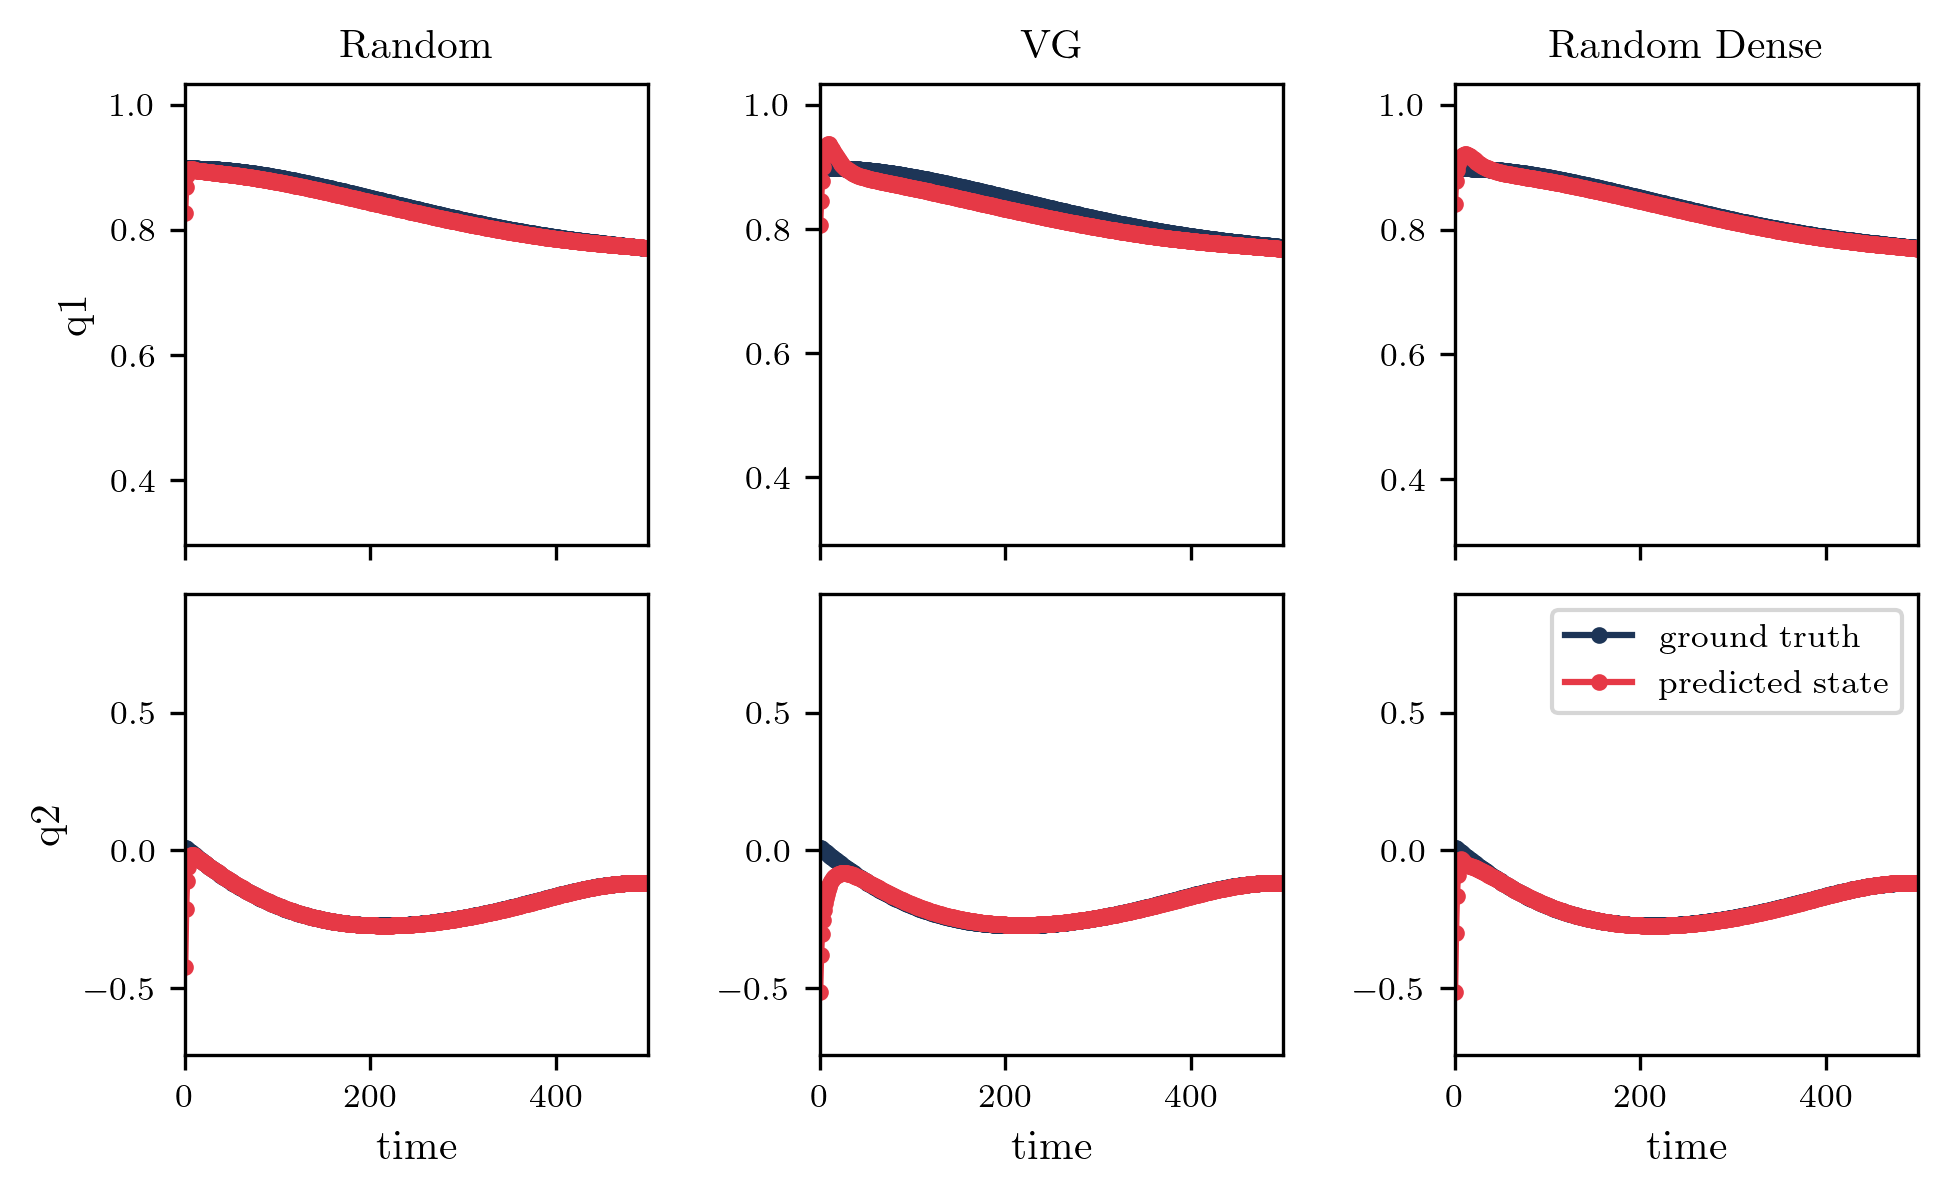 Random VG Random Dense
1.0 1.0 1.0
0.8 0.8 0.8
q1
0.6 0.6 0.6
0.4 0.4 0.4
ground truth
predicted state
0.5 0.5 0.5
q2
0.0 0.0 0.0
−0.5 −0.5 −0.5
0 200 400 0 200 400 0 200 400
time time time